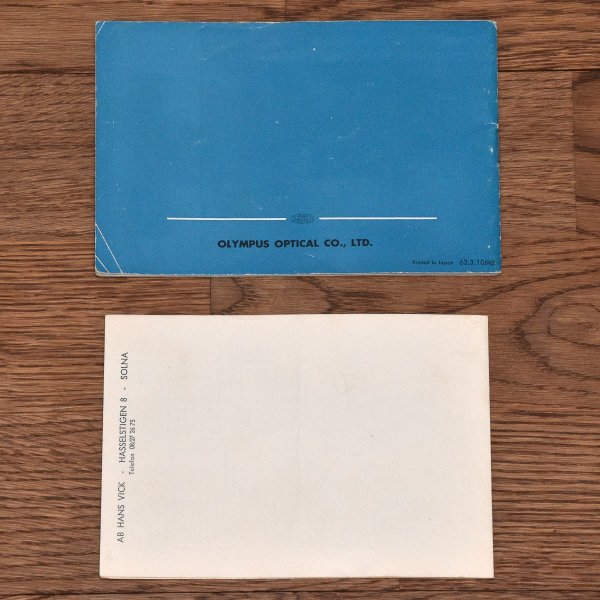 OLYMPUS OPTICAL CO., LTD.
Printed in Japan 63.3.10ME
AB HANS VICK - HASSELSTIGEN 8 - SOLNA
Telefon 08/27 26 75